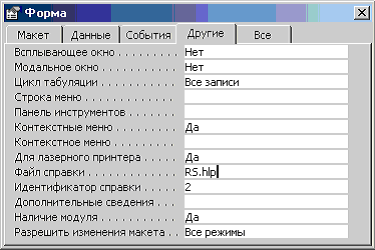 Форма
Макет Данные События Другие Все
Всплывающее окно . . . . . . . . . . Нет
Модальное окно . . . . . . . . . . . . Нет
Цикл табуляции . . . . . . . . . . . . Все записи
Строка меню . . . . . . . . . . . . . .
Панель инструментов . . . . . . . .
Контекстные меню . . . . . . . . . . Да
Контекстное меню . . . . . . . . . .
Для лазерного принтера . . . . . . Да
Файл справки . . . . . . . . . . . . . . RS.hlp
Идентификатор справки . . . . . . 2
Дополнительные сведения . . . . .
Наличие модуля . . . . . . . . . . . . Да
Разрешить изменения макета . . . Все режимы